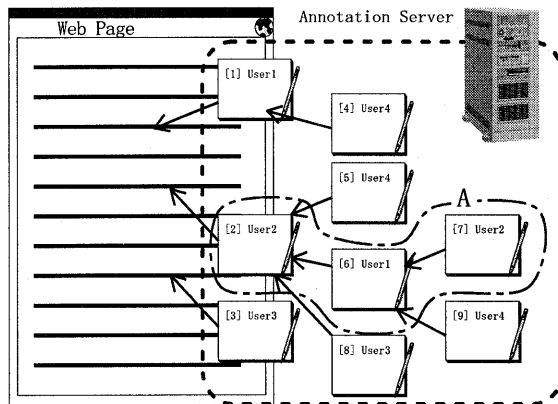 Web Page
Annotation Server
[1] User1
[4] User4
[5] User4
A
[2] User2
[7] User2
[6] User1
[3] User3
[9] User4
[8] User3